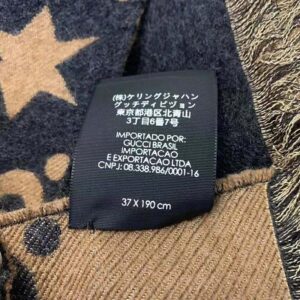 (株)ケリングジャパン
グッチディビジョン
東京都港区北青山
3丁目6番7号
IMPORTADO POR:
GUCCI BRASIL
IMPORTACAO
E EXPORTACAO LTDA
CNPJ: 08.338.986/0001-16
37 X 190 cm